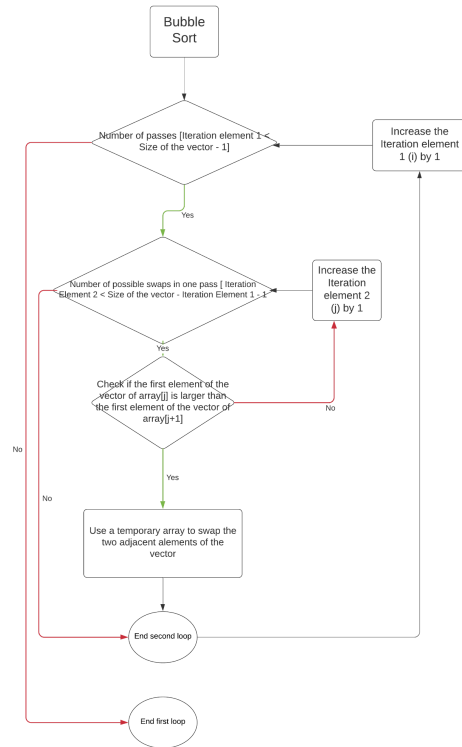 Bubble
Sort
Number of passes [Iteration element 1 <
Size of the vector - 1]
Increase the
Iteration element
1 (i) by 1
Yes
Number of possible swaps in one pass [ Iteration
Element 2 < Size of the vector - Iteration Element 1 - 1
Increase the
Iteration
element 2
(j) by 1
Yes
Check if the first element of the
vector of array[j] is larger than
the first element of the vector of
array[j+1]
No
No
Yes
No
Use a temporary array to swap the
two adjacent alements of the
vector
End second loop
End first loop